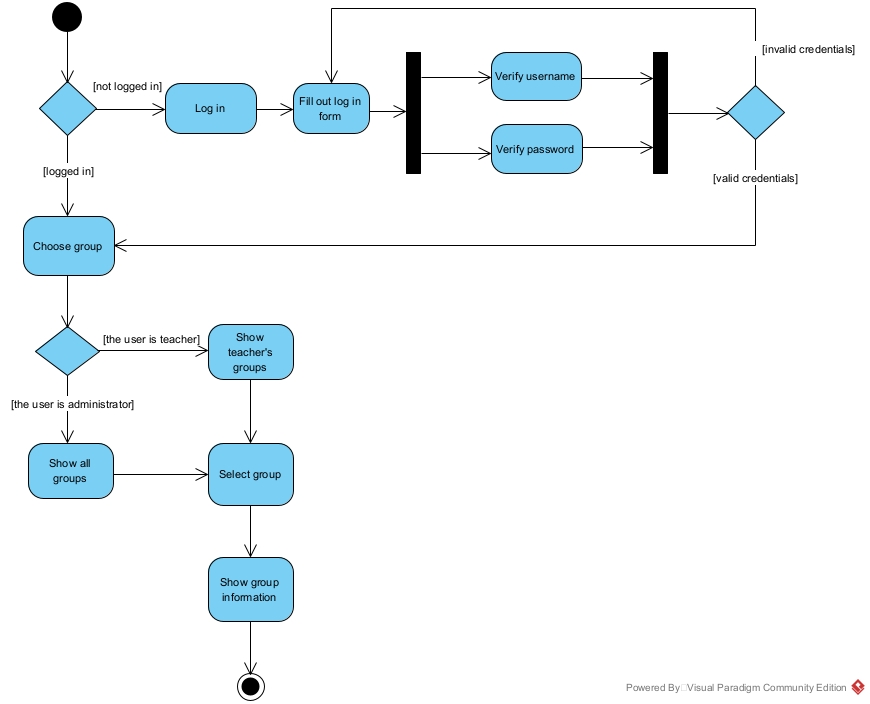 [invalid credentials]
[not logged in]
Log in
Fill out log in
form
Verify username
Verify password
[logged in]
[valid credentials]
Choose group
[the user is teacher]
Show
teacher's
groups
[the user is administrator]
Show all
groups
Select group
Show group
information
Powered By Visual Paradigm Community Edition